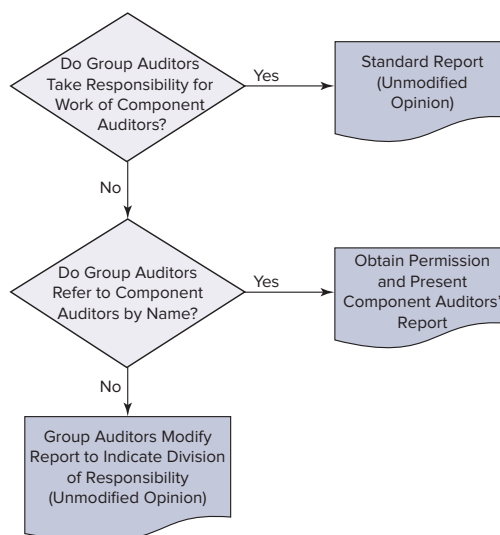 Do Group Auditors
Take Responsibility for
Work of Component
Auditors?
Yes
Standard Report
(Unmodified
Opinion)
No
Do Group Auditors
Refer to Component
Auditors by Name?
Yes
Obtain Permission
and Present
Component Auditors'
Report
No
Group Auditors Modify
Report to Indicate Division
of Responsibility
(Unmodified Opinion)